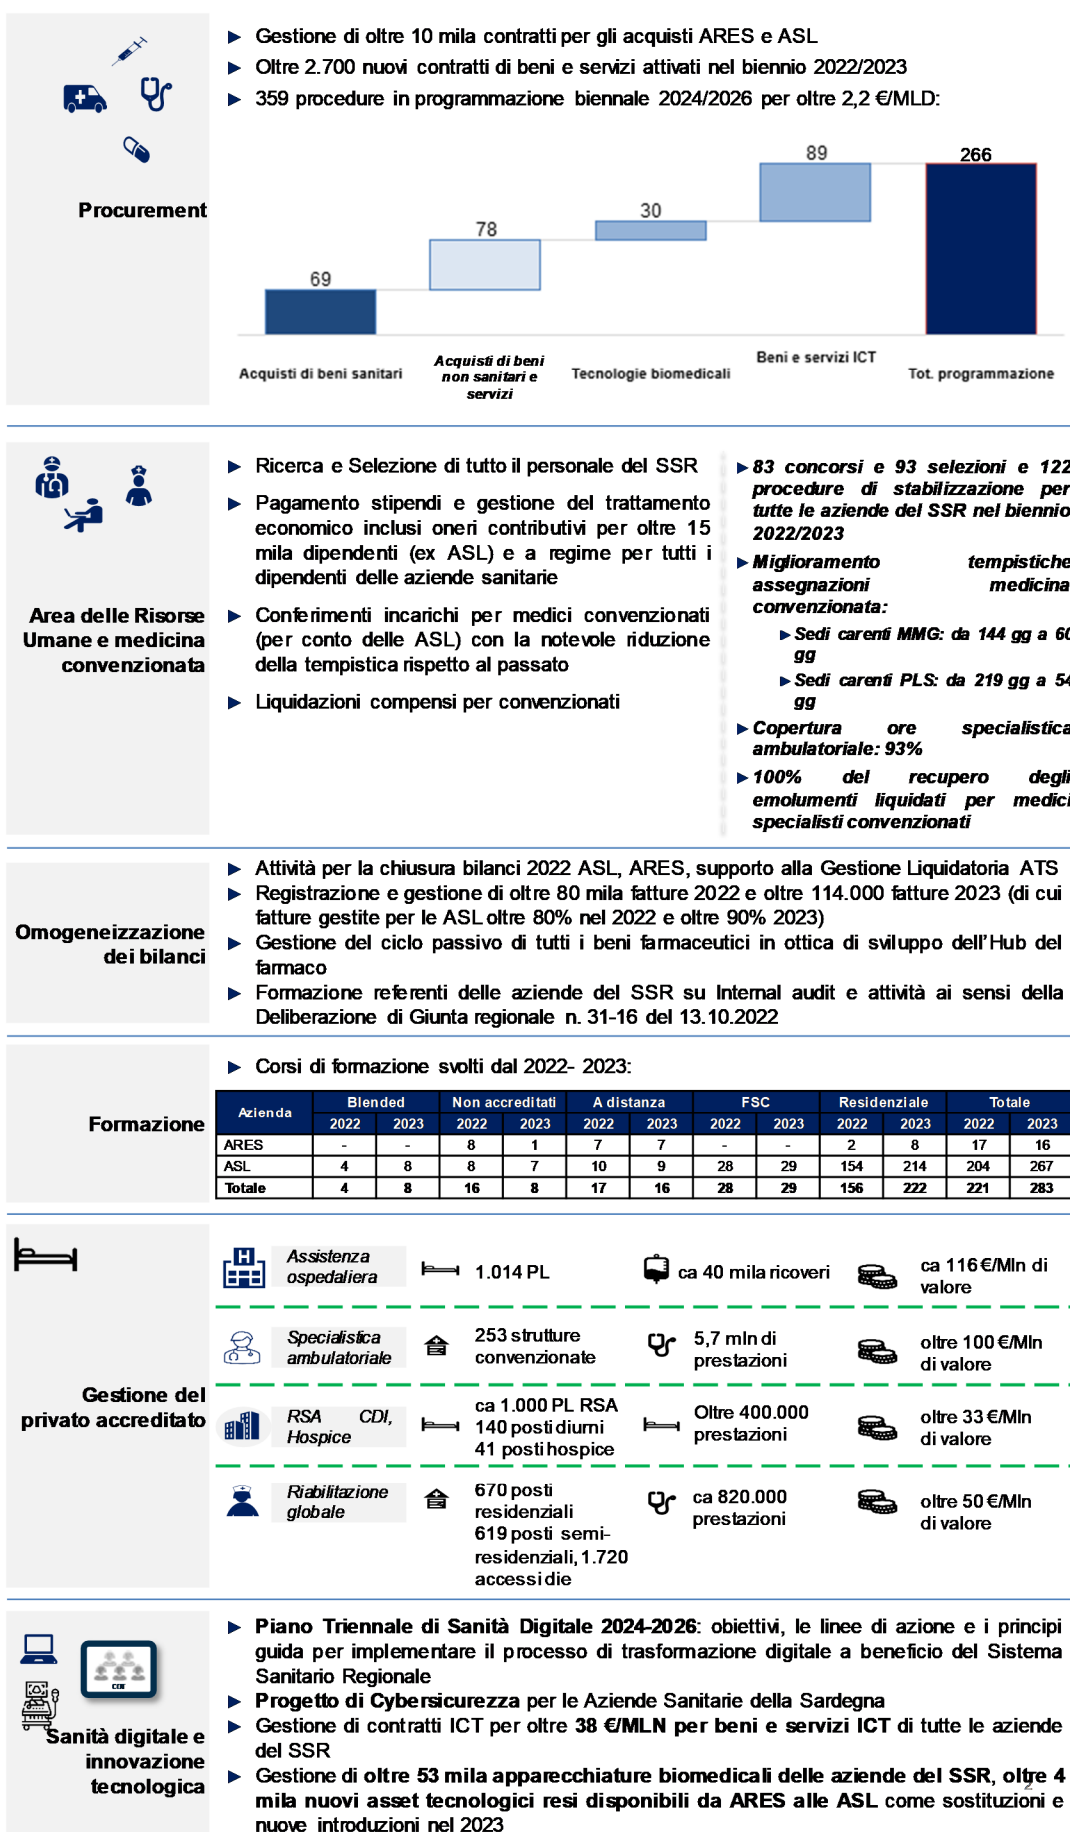 Procurement
► Gestione di oltre 10 mila contratti per gli acquisti ARES e ASL
► Oltre 2.700 nuovi contratti di beni e servizi attivati nel biennio 2022/2023
► 359 procedure in programmazione biennale 2024/2026 per oltre 2,2 €/MLD:
69
78
30
89
266
Acquisti di beni sanitari
Acquisti di beni
non sanitari e
servizi
Tecnologie biomedicali
Beni e servizi ICT
Tot. programmazione
Area delle Risorse
Umane e medicina
convenzionata
► Ricerca e Selezione di tutto il personale del SSR
► Pagamento stipendi e gestione del trattamento
economico inclusi oneri contributivi per oltre 15
mila dipendenti (ex ASL) e a regime per tutti i
dipendenti delle aziende sanitarie
► Conferimenti incarichi per medici convenzionati
(per conto delle ASL) con la notevole riduzione
della tempistica rispetto al passato
► Liquidazioni compensi per convenzionati
► 83 concorsi e 93 selezioni e 122
procedure di stabilizzazione per
tutte le aziende del SSR nel biennio
2022/2023
► Miglioramento tempistiche
assegnazioni medicina
convenzionata:
► Sedi carenti MMG: da 144 gg a 60
gg
► Sedi carenti PLS: da 219 gg a 54
gg
► Copertura ore specialistica
ambulatoriale: 93%
► 100% del recupero degli
emolumenti liquidati per medici
specialisti convenzionati
Omogeneizzazione
dei bilanci
► Attività per la chiusura bilanci 2022 ASL, ARES, supporto alla Gestione Liquidatoria ATS
► Registrazione e gestione di oltre 80 mila fatture 2022 e oltre 114.000 fatture 2023 (di cui
fatture gestite per le ASL oltre 80% nel 2022 e oltre 90% 2023)
► Gestione del ciclo passivo di tutti i beni farmaceutici in ottica di sviluppo dell'Hub del
farmaco
► Formazione referenti delle aziende del SSR su Internal audit e attività ai sensi della
Deliberazione di Giunta regionale n. 31-16 del 13.10.2022
Formazione
► Corsi di formazione svolti dal 2022- 2023:
Azienda Blended Non accreditati A distanza FSC Residenziale Totale
2022 2023 2022 2023 2022 2023 2022 2023 2022 2023 2022 2023
ARES - - 8 1 7 7 - - 2 8 17 16
ASL 4 8 8 7 10 9 28 29 154 214 204 267
Totale 4 8 16 8 17 16 28 29 156 222 221 283
Gestione del
privato accreditato
H
Assistenza
ospedaliera
1.014 PL
ca 40 mila ricoveri
ca 116 €/Mln di
valore
Specialistica
ambulatoriale
253 strutture
convenzionate
5,7 mln di
prestazioni
oltre 100 €/Mln
di valore
RSA CDI,
Hospice
ca 1.000 PL RSA
140 posti diurni
41 posti hospice
Oltre 400.000
prestazioni
oltre 33 €/Mln
di valore
Riabilitazione
globale
670 posti
residenziali
619 posti semi-
residenziali, 1.720
accessi die
ca 820.000
prestazioni
oltre 50 €/Mln
di valore
Sanità digitale e
innovazione
tecnologica
► Piano Triennale di Sanità Digitale 2024-2026: obiettivi, le linee di azione e i principi
guida per implementare il processo di trasformazione digitale a beneficio del Sistema
Sanitario Regionale
► Progetto di Cybersicurezza per le Aziende Sanitarie della Sardegna
► Gestione di contratti ICT per oltre 38 €/MLN per beni e servizi ICT di tutte le aziende
del SSR
► Gestione di oltre 53 mila apparecchiature biomedicali delle aziende del SSR, oltre 4
mila nuovi asset tecnologici resi disponibili da ARES alle ASL come sostituzioni e
nuove introduzioni nel 2023
2